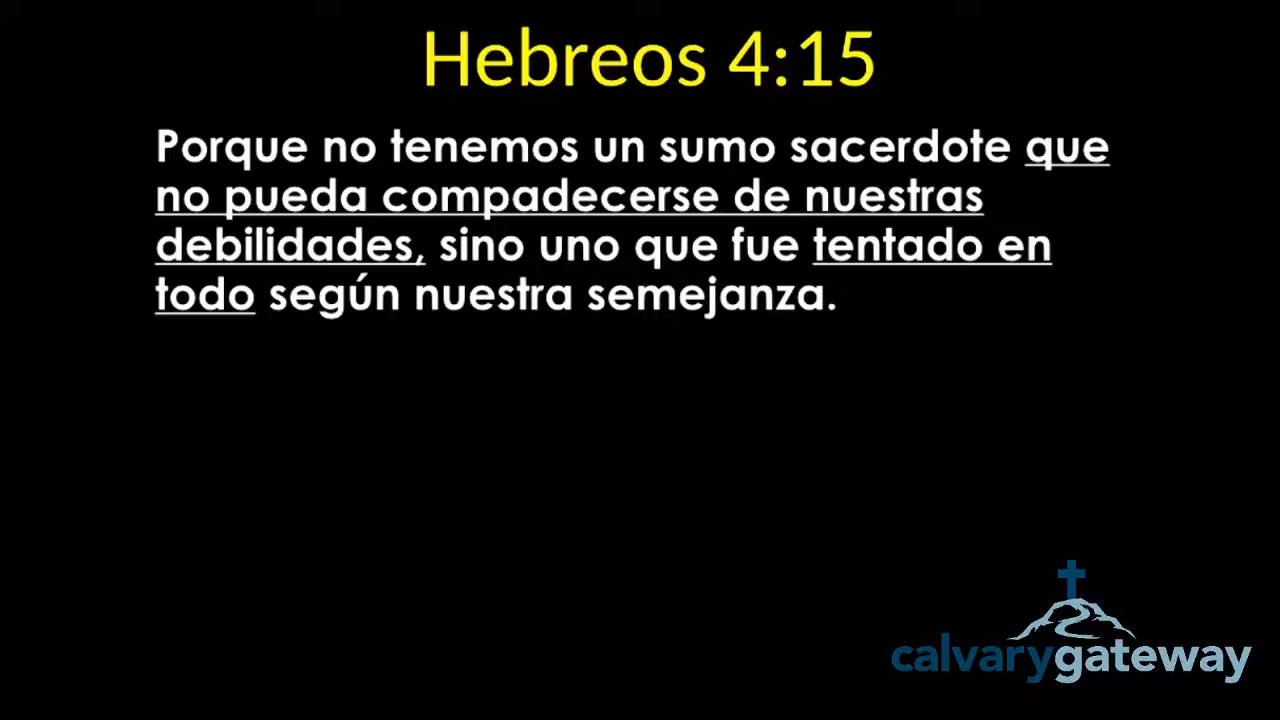 Hebreos 4:15
Porque no tenemos un sumo sacerdote que
no pueda compadecerse de nuestras
debilidades, sino uno que fue tentado en
todo según nuestra semejanza.
calvarygateway